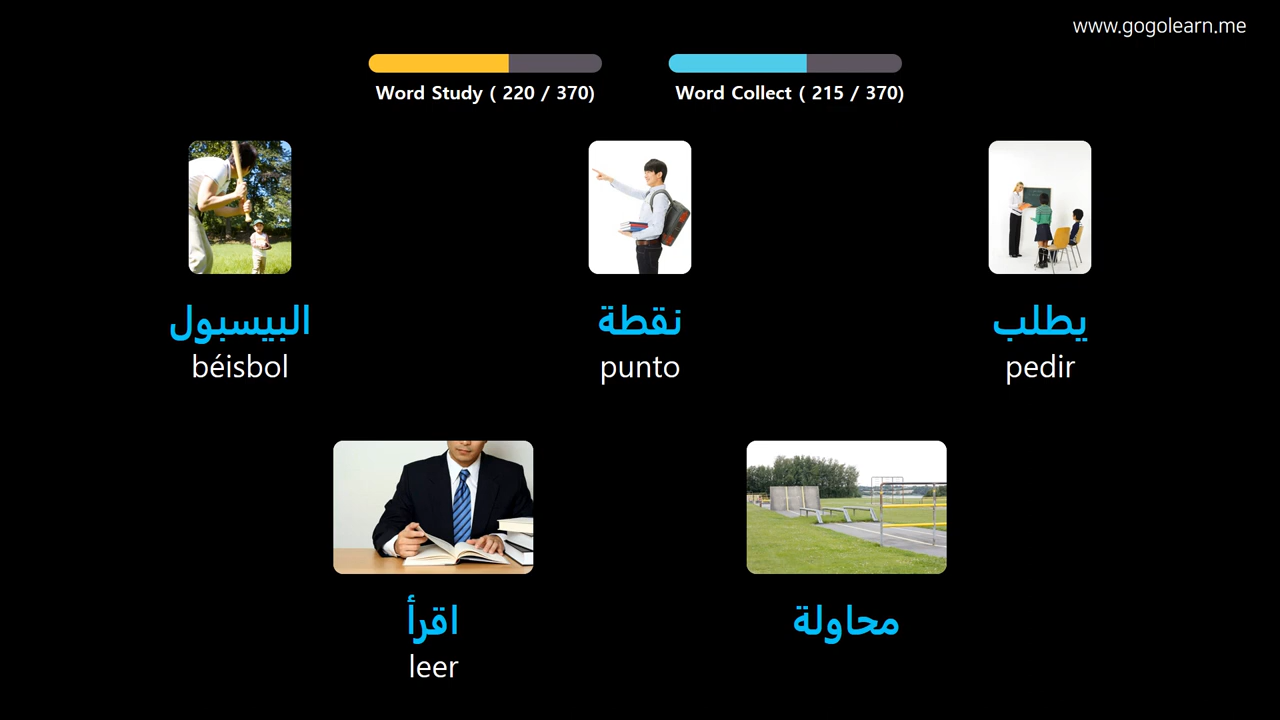 www.gogolearn.me
Word Study ( 220 / 370)
Word Collect ( 215 / 370)
البيسبول
béisbol
نقطة
punto
يطلب
pedir
اقرأ
leer
محاولة